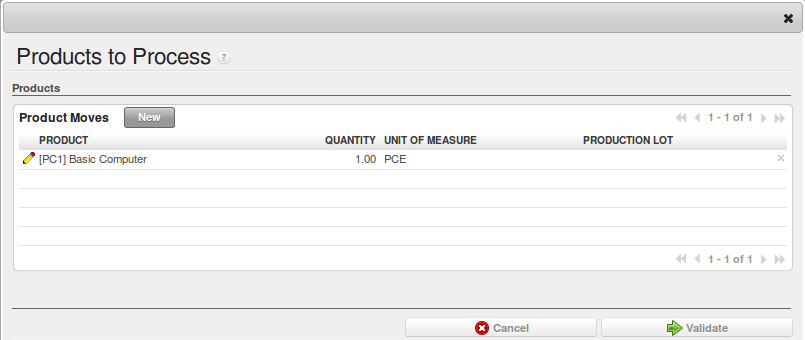 Products to Process ?
Products
Product Moves New 1 - 1 of 1
PRODUCT QUANTITY UNIT OF MEASURE PRODUCTION LOT
[PC1] Basic Computer 1.00 PCE
1 - 1 of 1
Cancel Validate